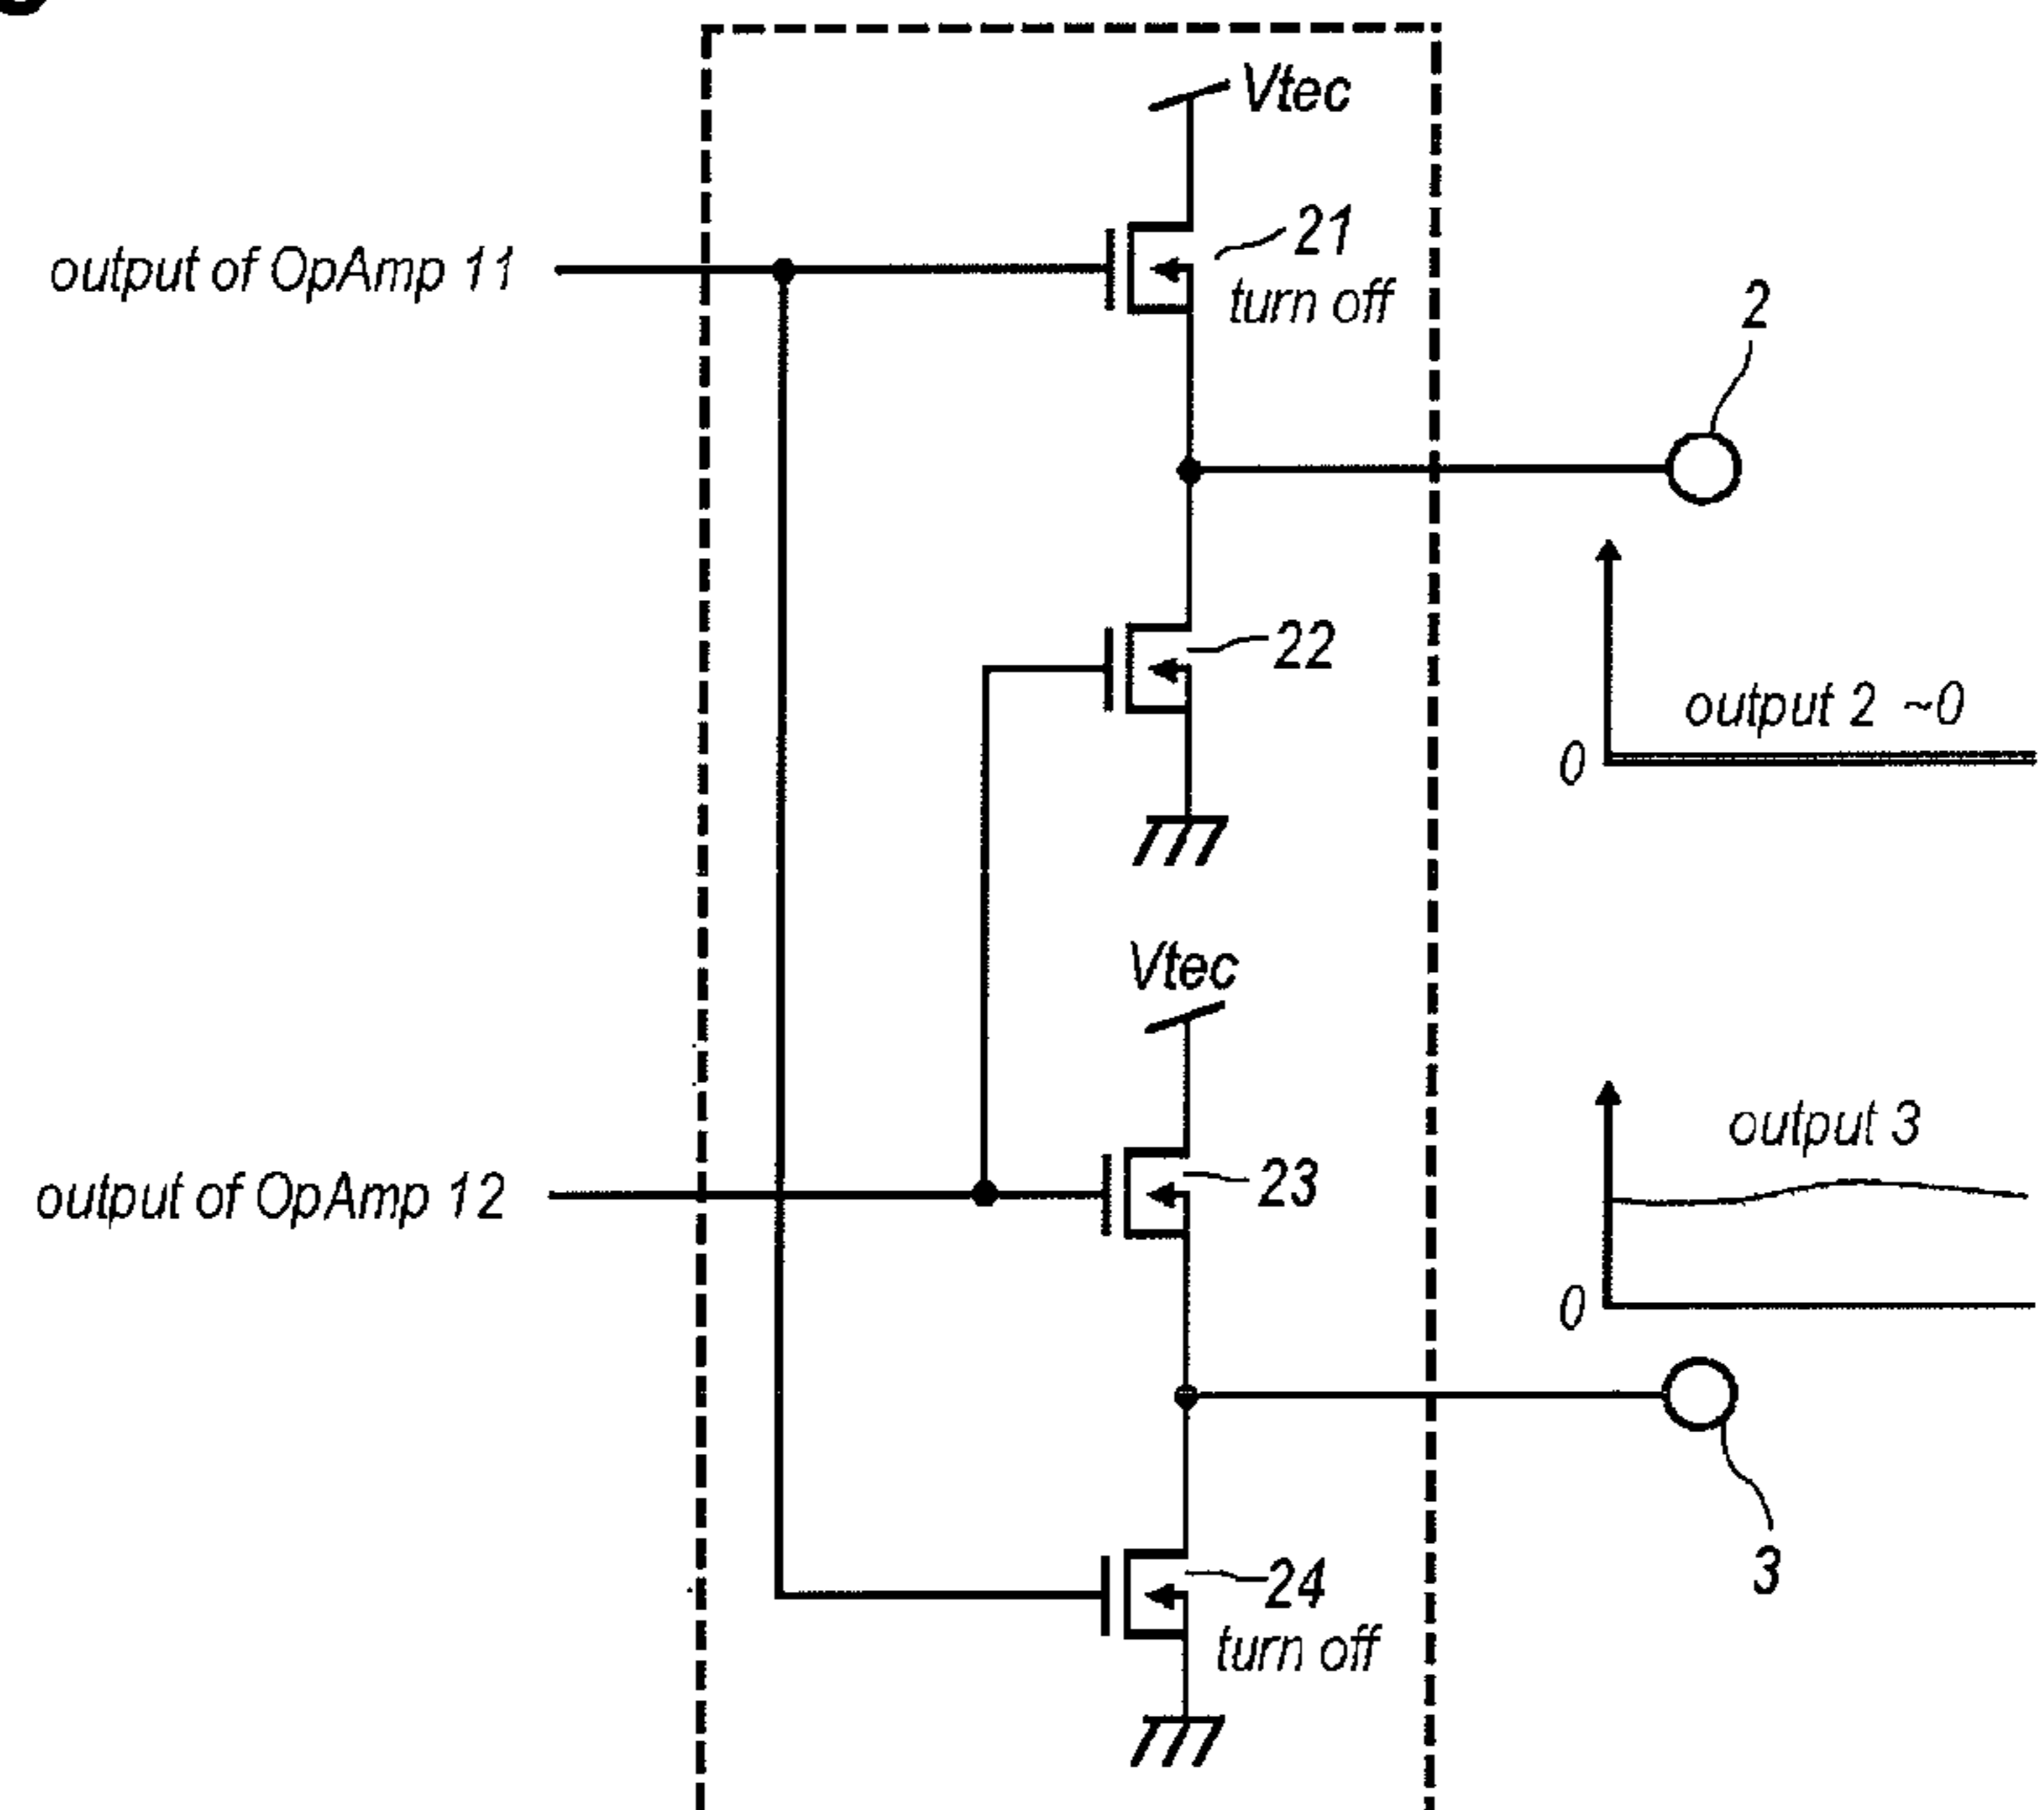 Vtec
21
output of OpAmp 11
turn off
2
22
output 2 ~0
0
Vtec
output 3
23
output of OpAmp 12
0
24
3
turn off